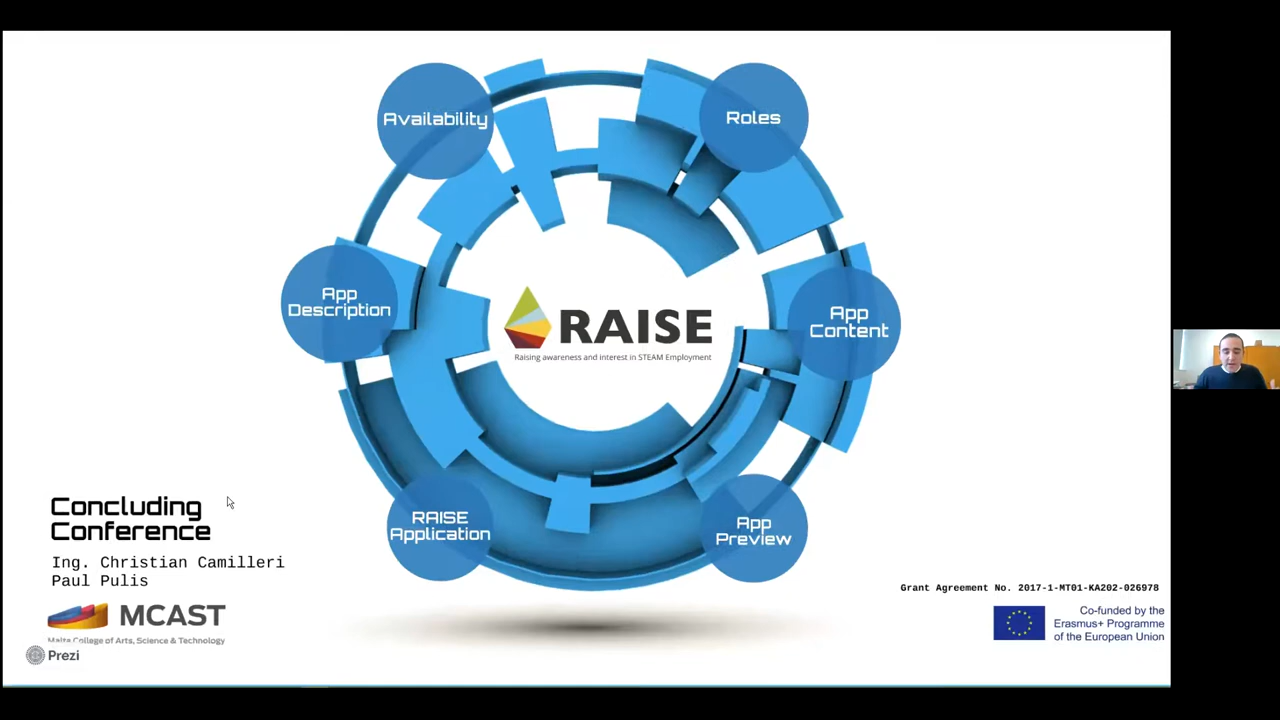 Availability
Roles
App
Description
App
Content
RAISE
Raising awareness and interest in STEAM Employment
RAISE
Application
App
Preview
Concluding
Conference
Ing. Christian Camilleri
Paul Pulis
MCAST
Malta College of Arts, Science & Technology
Prezi
Grant Agreement No. 2017-1-MT01-KA202-026978
Co-funded by the
Erasmus+ Programme
of the European Union